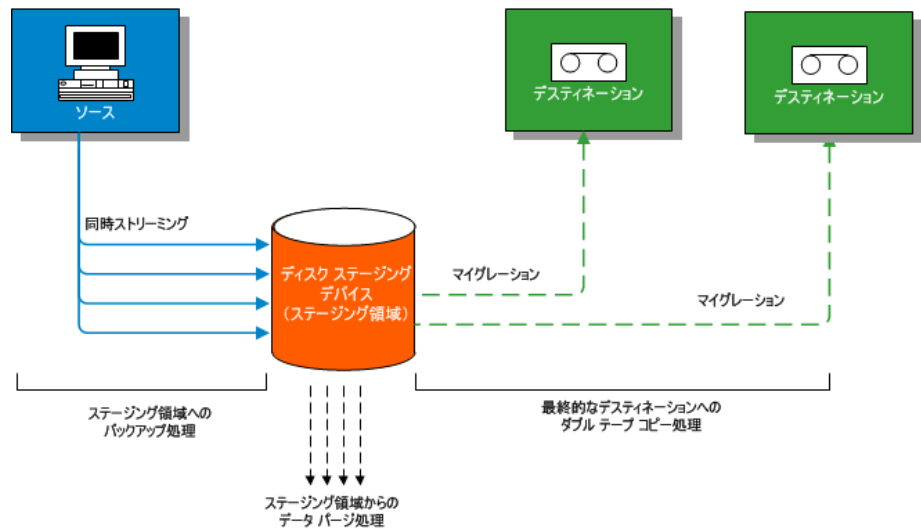 ソース
デスティネーション
デスティネーション
同時ストリーミング
ディスク ステージング
デバイス
(ステージング領域)
マイグレーション
マイグレーション
ステージング領域への
バックアップ処理
最終的なデスティネーションへの
ダブル テープ コピー処理
ステージング領域からの
データ パージ処理